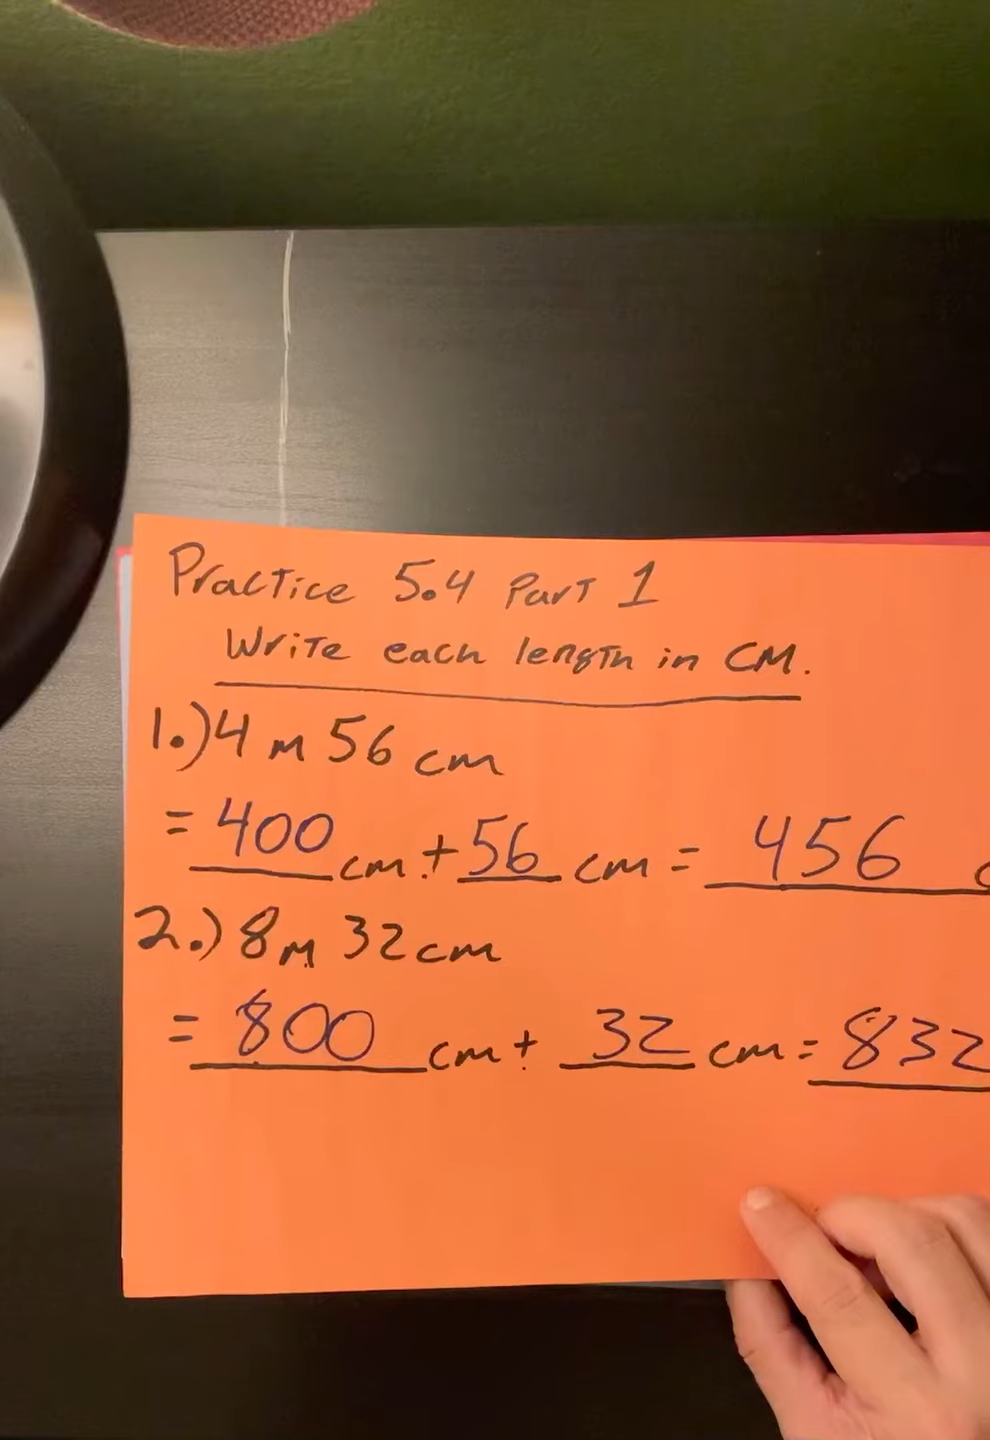 Practice 5.4 Part 1
Write each length in CM.
1.) 4 m 56 cm
= 400 cm + 56 cm = 456
2.) 8 m 32 cm
= 800 cm + 32 cm = 832